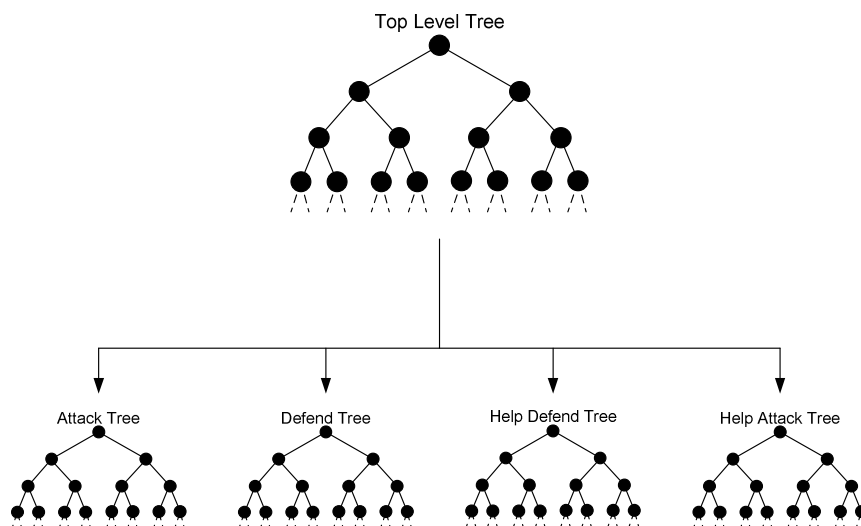 Top Level Tree
Attack Tree
Defend Tree
Help Defend Tree
Help Attack Tree